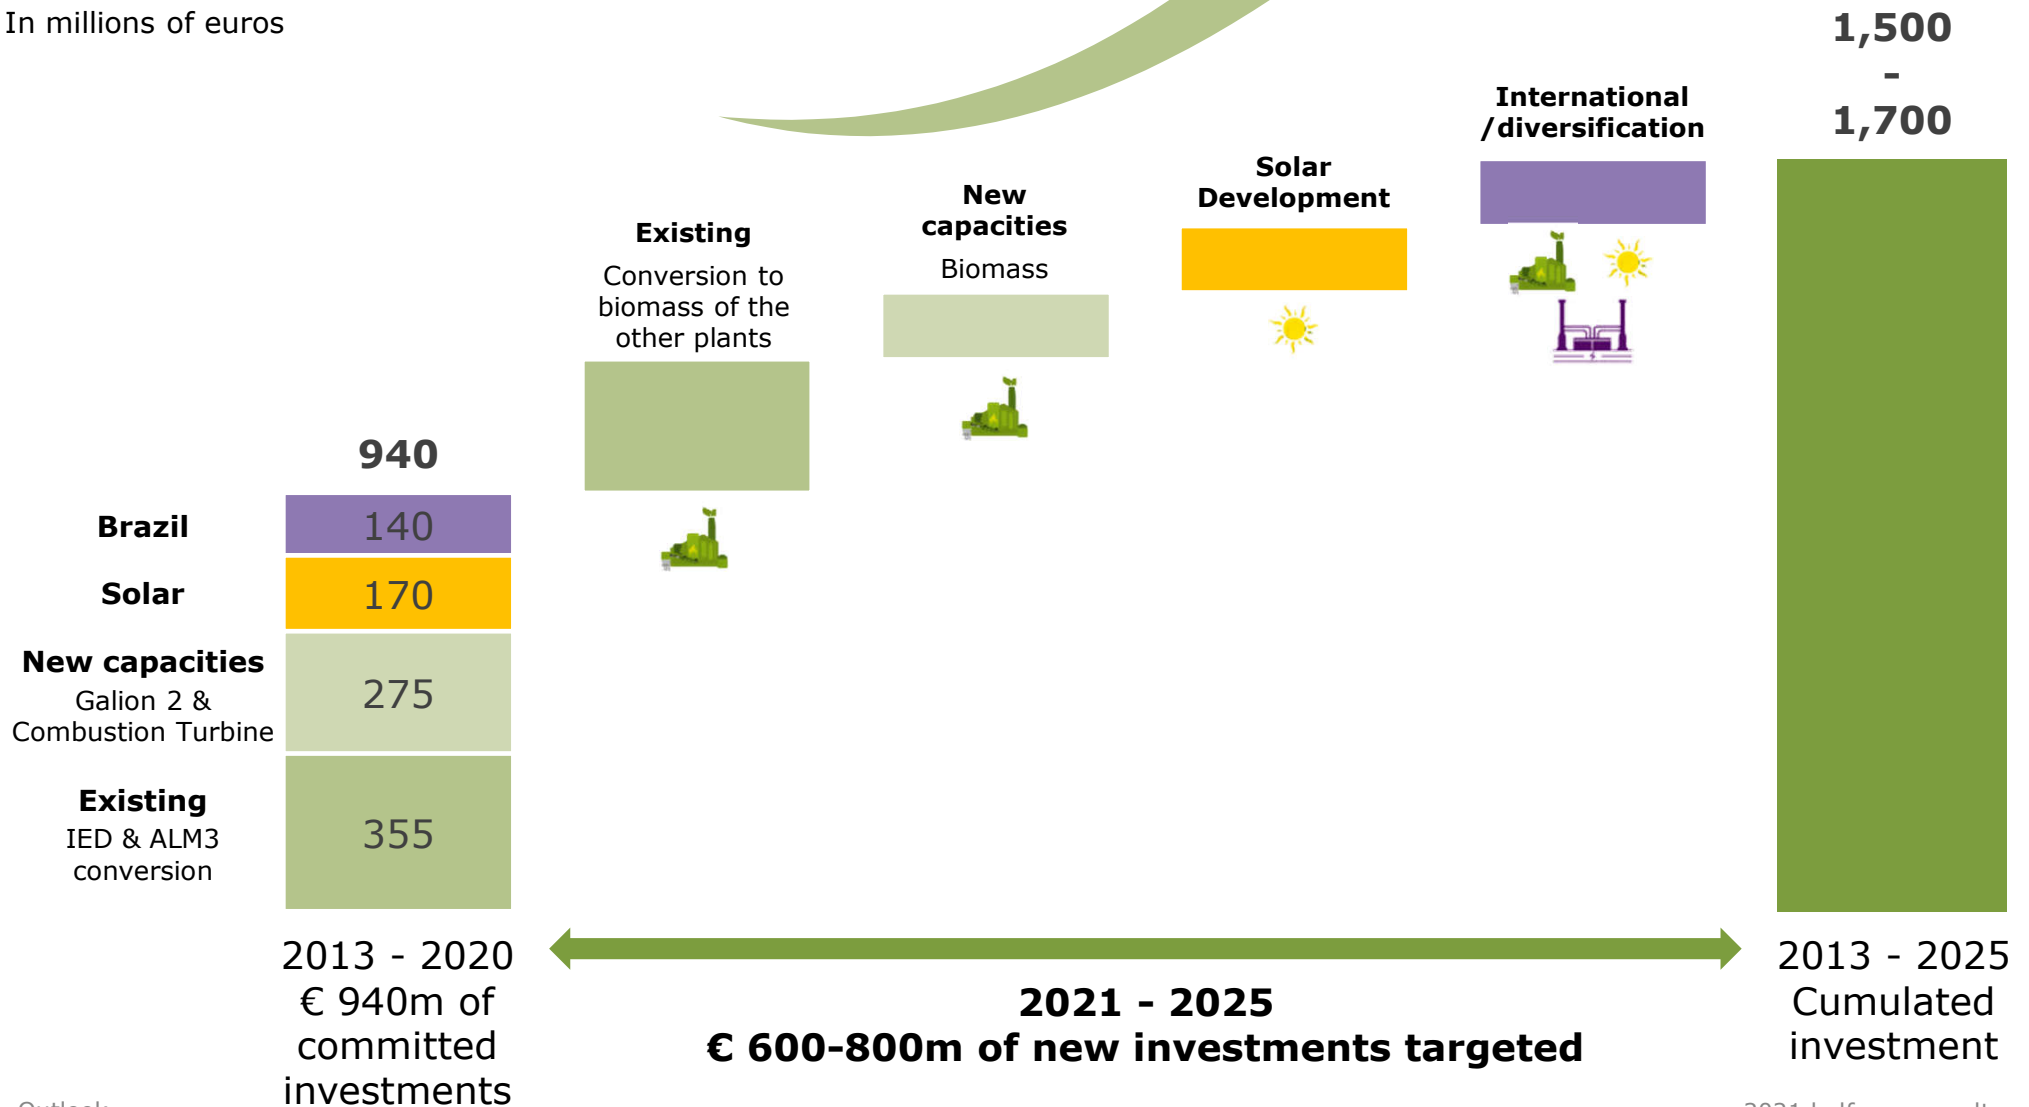 In millions of euros
1,500
-
1,700
International
/diversification
Solar
Development
New
capacities
Biomass
Existing
Conversion to
biomass of the
other plants
940
Brazil
140
Solar
170
New capacities
Galion 2 &
Combustion Turbine
275
Existing
IED & ALM3
conversion
355
2013 - 2020
€ 940m of
committed
investments
2021 - 2025
€ 600-800m of new investments targeted
2013 - 2025
Cumulated
investment